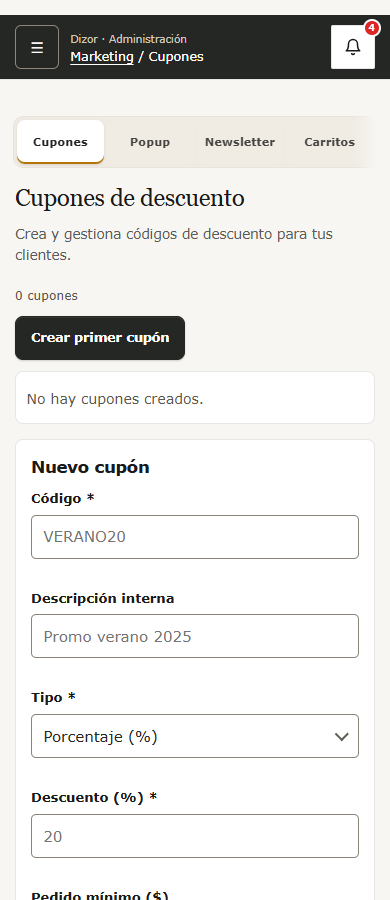 ☰
Dizor · Administración
Marketing / Cupones
4
Cupones Popup Newsletter Carritos
Cupones de descuento
Crea y gestiona códigos de descuento para tus
clientes.
0 cupones
Crear primer cupón
No hay cupones creados.
Nuevo cupón
Código *
VERANO20
Descripción interna
Promo verano 2025
Tipo *
Porcentaje (%)
Descuento (%) *
20
Pedido mínimo ($)